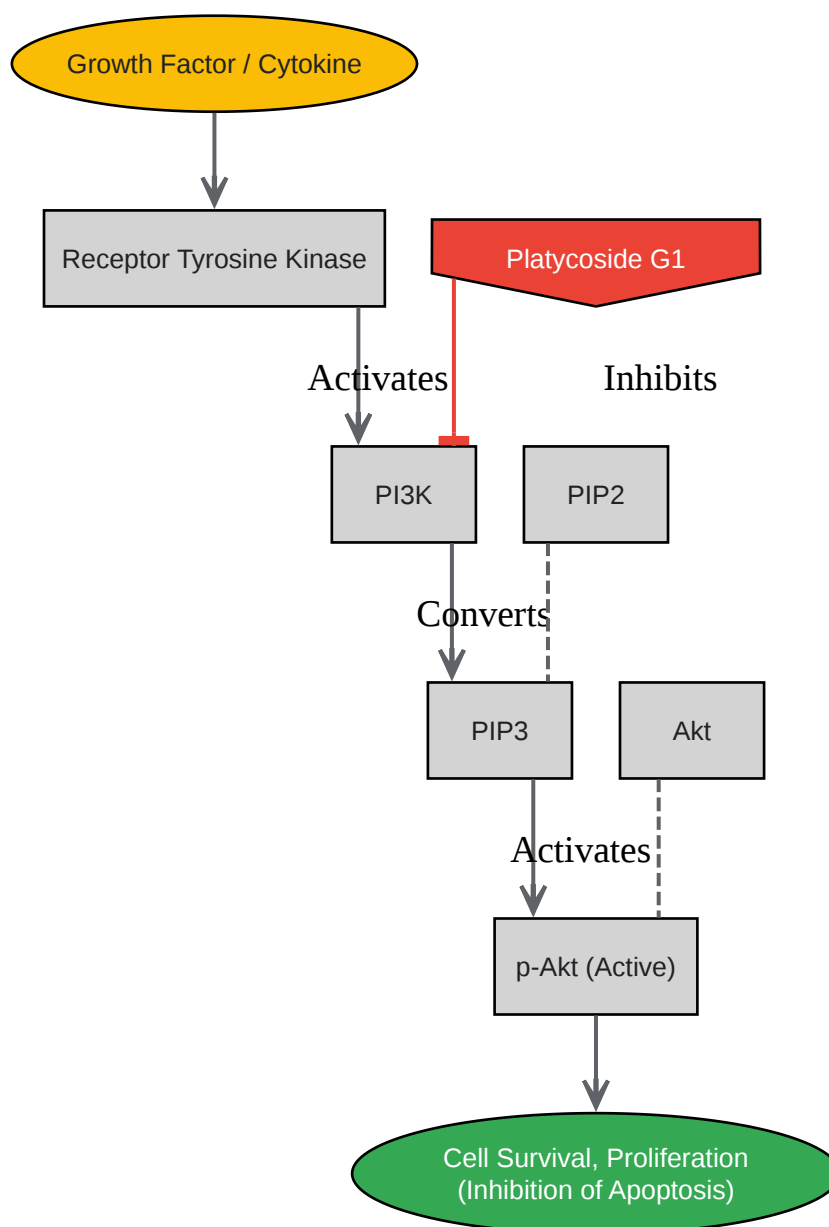 Growth Factor / Cytokine
Receptor Tyrosine Kinase
Platycoside G1
Activates
Inhibits
PI3K
PIP2
Converts
PIP3
Akt
Activates
p-Akt (Active)
Cell Survival, Proliferation
(Inhibition of Apoptosis)